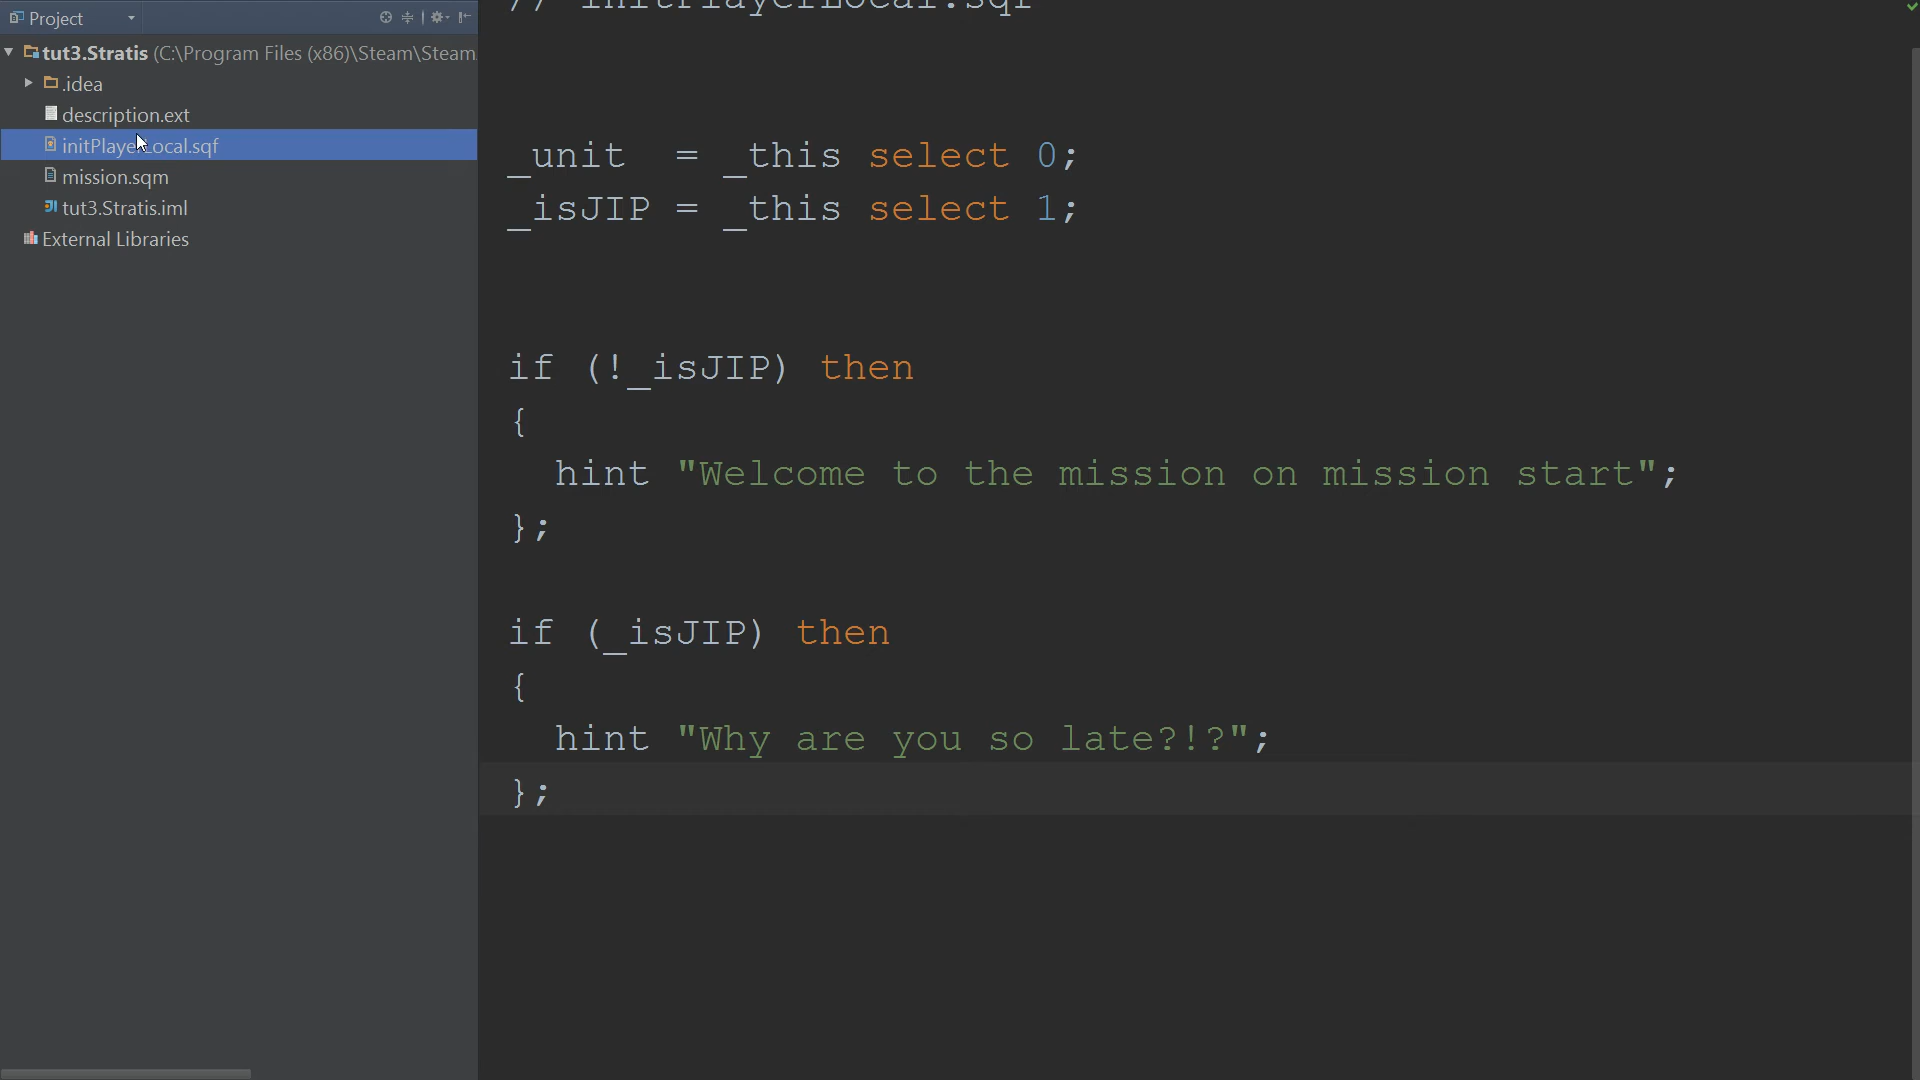 Project
tut3.Stratis (C:\Program Files (x86)\Steam\Steam
.idea
description.ext
initPlayerLocal.sqf
mission.sqm
tut3.Stratis.iml
External Libraries
// initPlayerLocal.sqf
_unit  = _this select 0;
_isJIP = _this select 1;
if (!_isJIP) then
{
  hint "Welcome to the mission on mission start";
};
if (_isJIP) then
{
  hint "Why are you so late?!?";
};